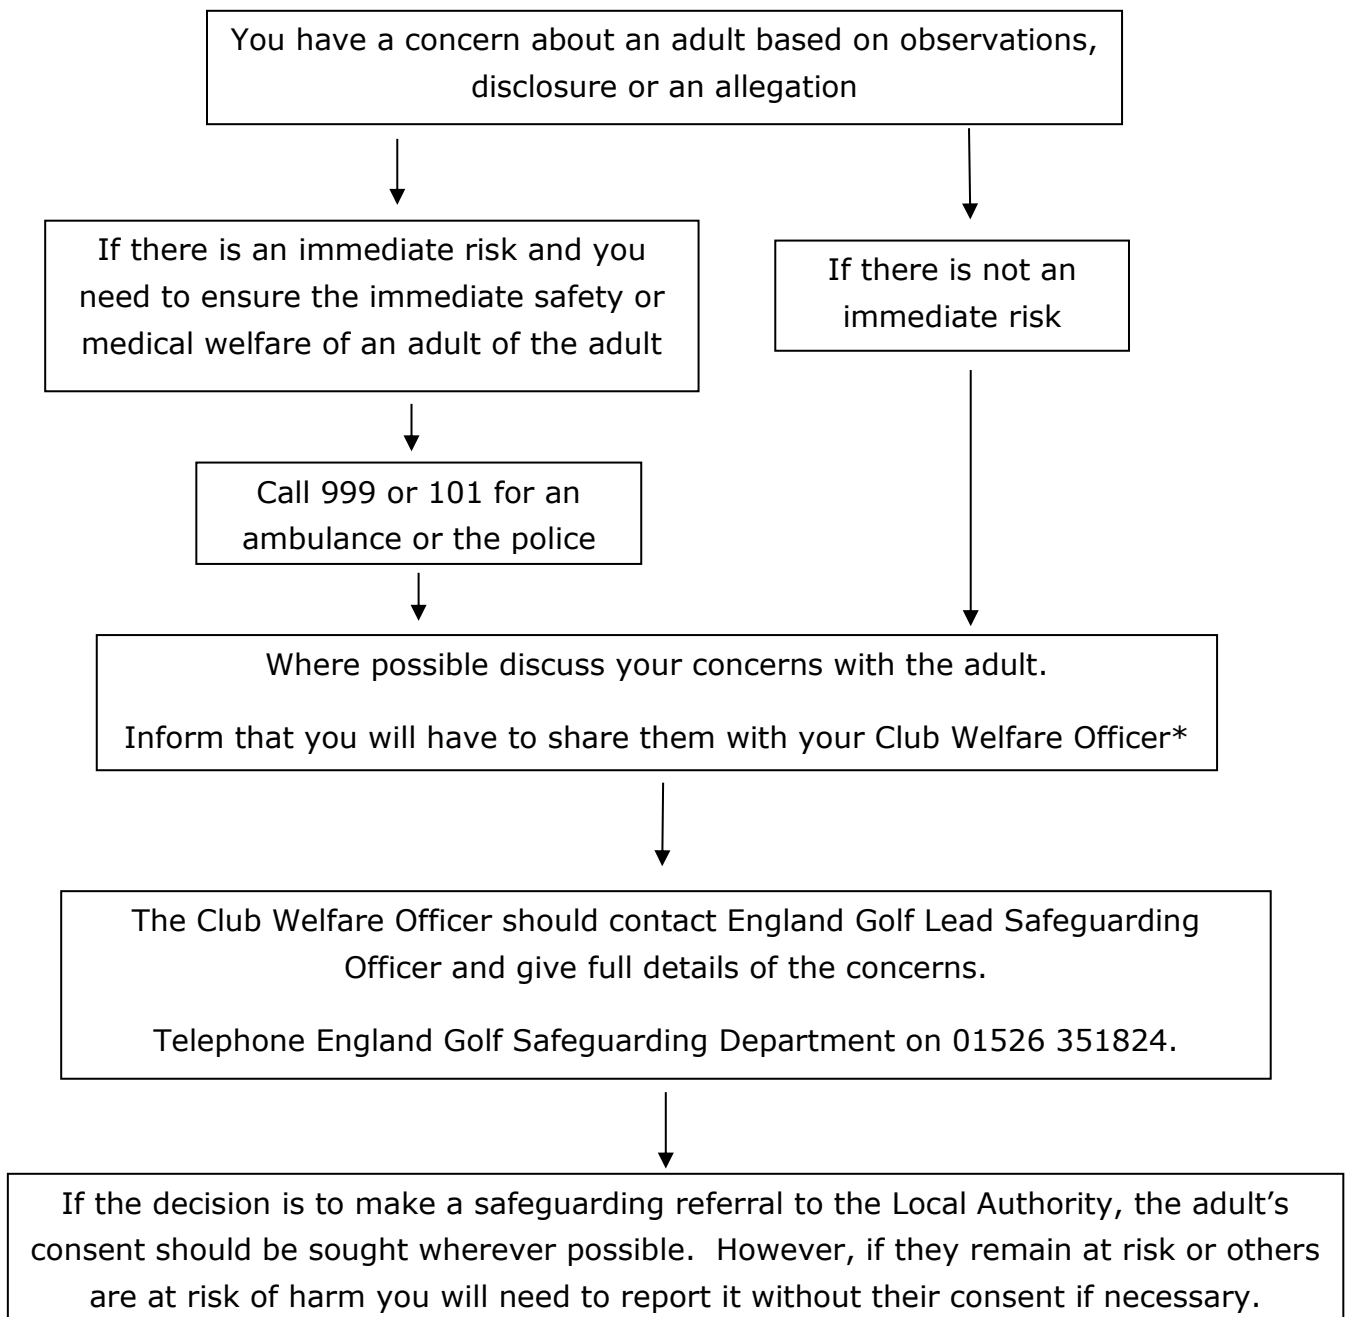 You have a concern about an adult based on observations,
disclosure or an allegation
If there is an immediate risk and you
need to ensure the immediate safety or
medical welfare of an adult of the adult
If there is not an
immediate risk
Call 999 or 101 for an
ambulance or the police
Where possible discuss your concerns with the adult.
Inform that you will have to share them with your Club Welfare Officer*
The Club Welfare Officer should contact England Golf Lead Safeguarding
Officer and give full details of the concerns.
Telephone England Golf Safeguarding Department on 01526 351824.
If the decision is to make a safeguarding referral to the Local Authority, the adult’s
consent should be sought wherever possible.  However, if they remain at risk or others
are at risk of harm you will need to report it without their consent if necessary.